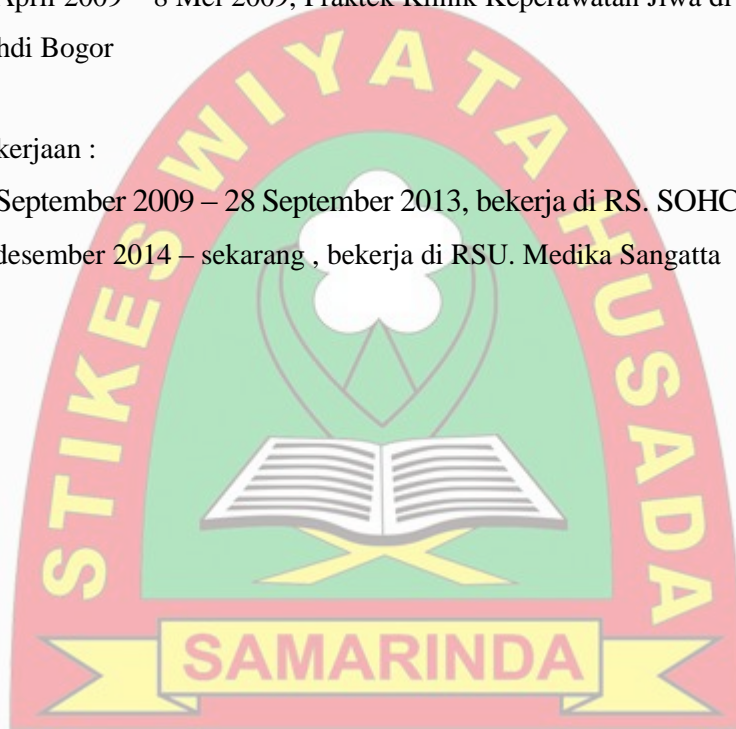 April 2009 – 8 Mei 2009, Praktek Klinik Keperawatan Jiwa di
hdi Bogor
kerjaan :
September 2009 – 28 September 2013, bekerja di RS. SOHC
desember 2014 – sekarang , bekerja di RSU. Medika Sangatta
STIKES WIYATA HUSADA
SAMARINDA